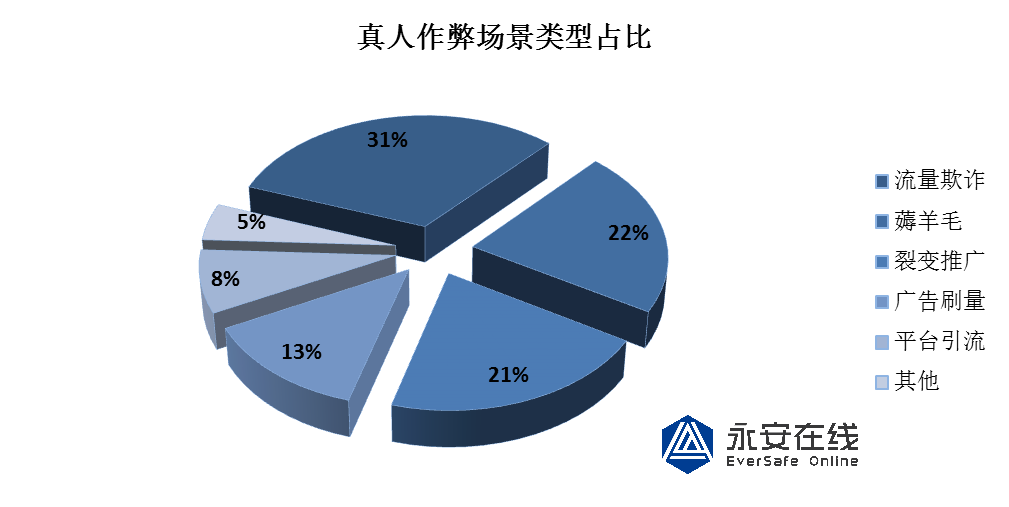 真人作弊场景类型占比
31%
22%
21%
13%
8%
5%
流量欺诈
薅羊毛
裂变推广
广告刷量
平台引流
其他
永安在线
EverSafe Online